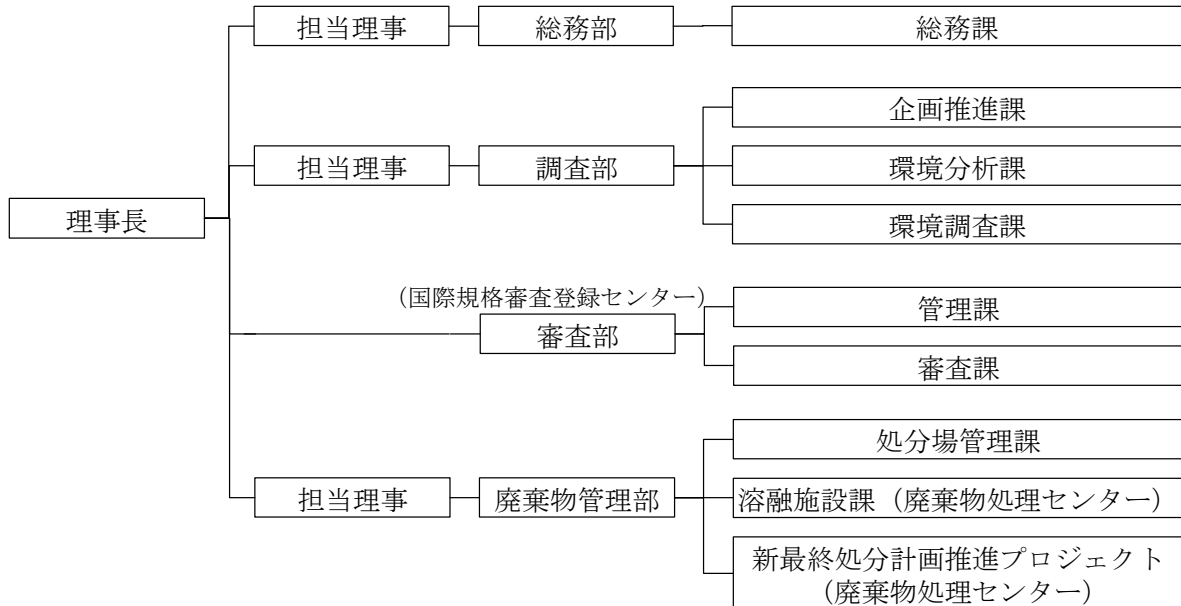 担当理事
総務部
総務課
企画推進課
担当理事
調査部
環境分析課
環境調査課
理事長
（国際規格審査登録センター）
審査部
管理課
審査課
処分場管理課
担当理事
廃棄物管理部
溶融施設課（廃棄物処理センター）
新最終処分計画推進プロジェクト
（廃棄物処理センター）